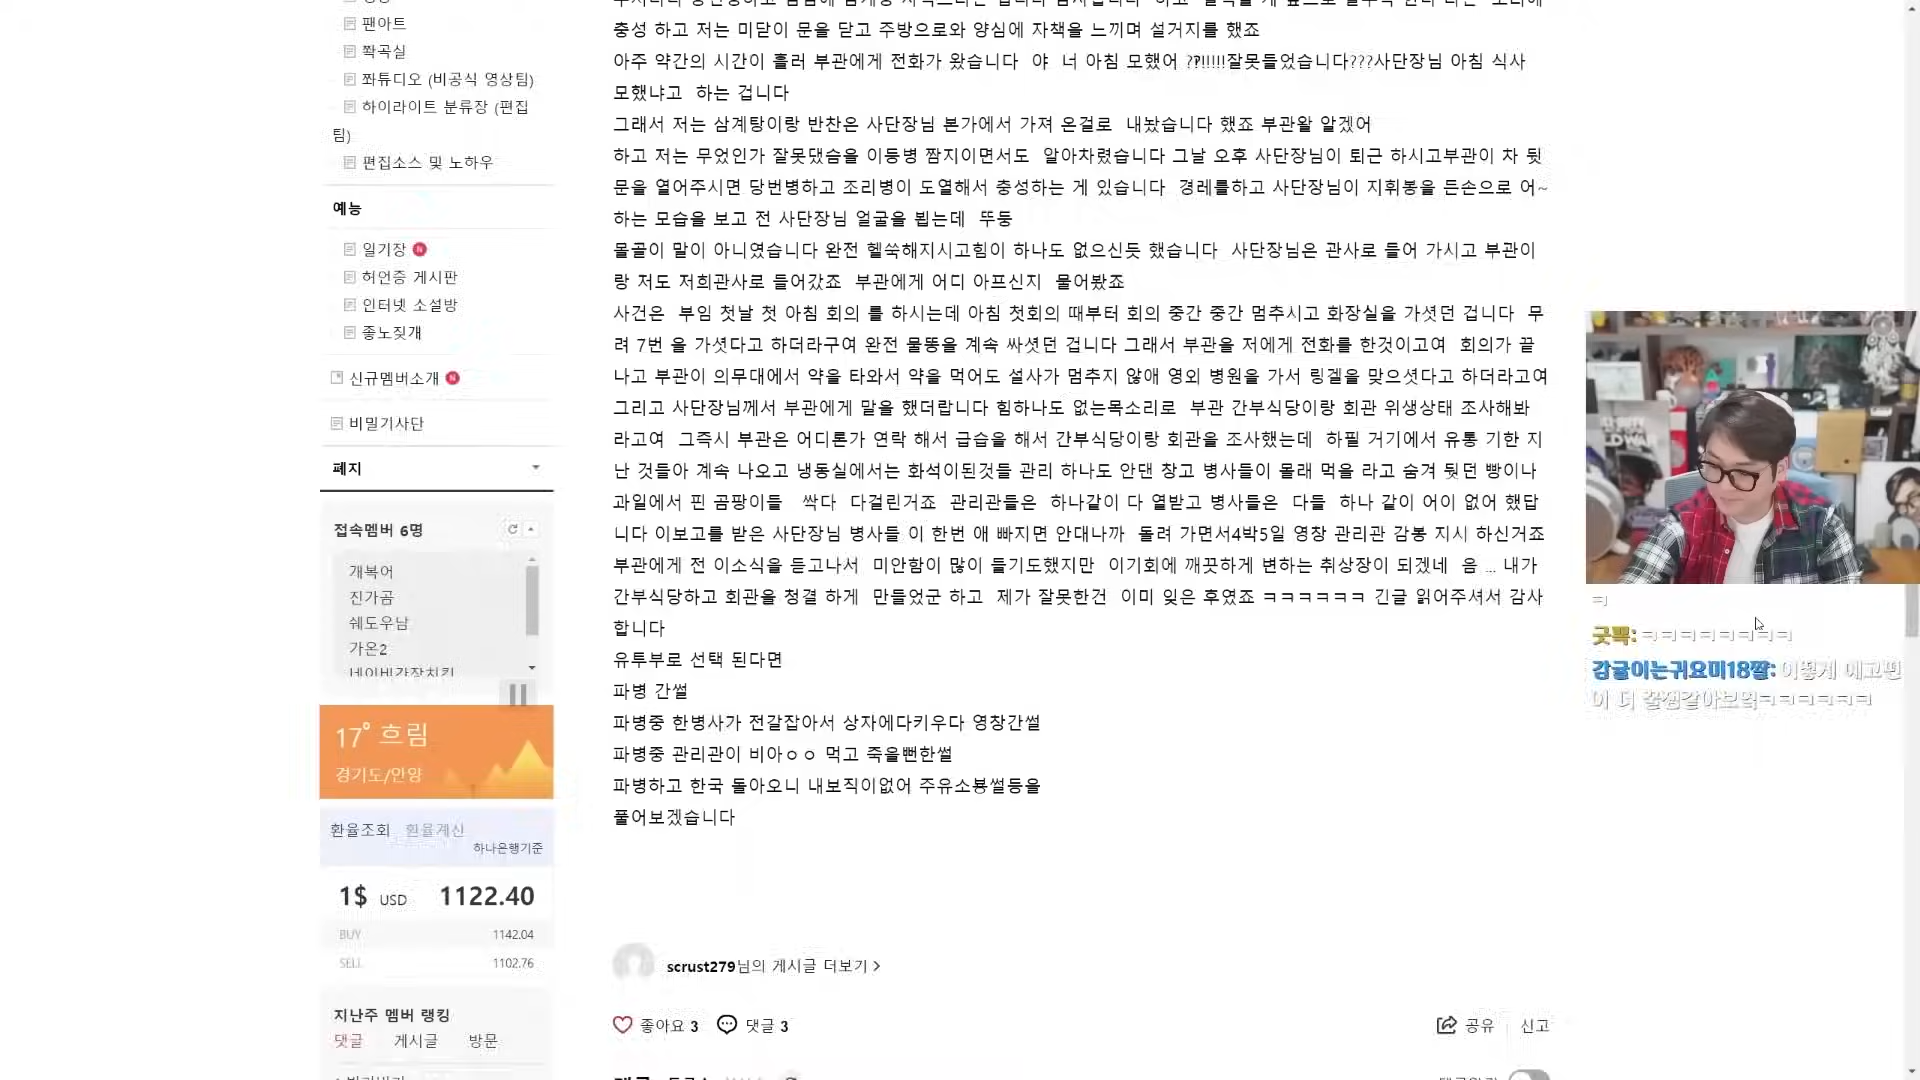 팬아트
쫙곡실
쫘튜디오 (비공식 영상팀)
하이라이트 분류장 (편집
팀)
편집소스 및 노하우
예능
일기장 N
허언증 게시판
인터넷 소설방
좋노짖개
신규멤버소개 N
비밀기사단
폐지
접속멤버 6명
개복어
진가곰
쉐도우남
가온2
네이버간장치킨
17° 흐림
경기도/안양
환율조회 환율계산
하나은행기준
1$ USD 1122.40
BUY 1142.04
SELL 1102.76
지난주 멤버 랭킹
댓글 게시글 방문
충성 하고 저는 미닫이 문을 닫고 주방으로와 양심에 자책을 느끼며 설거지를 했죠
아주 약간의 시간이 흘러 부관에게 전화가 왔습니다 야 너 아침 모했어 ??!!!!!잘못들었습니다???사단장님 아침 식사
모했냐고 하는 겁니다
그래서 저는 삼계탕이랑 반찬은 사단장님 본가에서 가져 온걸로 내놨습니다 했죠 부관왈 알겠어
하고 저는 무었인가 잘못됐슴을 이등병 짬지이면서도 알아차렸습니다 그날 오후 사단장님이 퇴근 하시고부관이 차 뒷
문을 열어주시면 당번병하고 조리병이 도열해서 충성하는 게 있습니다 경레를하고 사단장님이 지휘봉을 든손으로 어~
하는 모습을 보고 전 사단장님 얼굴을 뵙는데 뚜둥
몰골이 말이 아니였습니다 완전 헬쑥해지시고힘이 하나도 없으신듯 했습니다 사단장님은 관사로 들어 가시고 부관이
랑 저도 저희관사로 들어갔죠 부관에게 어디 아프신지 물어봤죠
사건은 부임 첫날 첫 아침 회의 를 하시는데 아침 첫회의 때부터 회의 중간 중간 멈추시고 화장실을 가셧던 겁니다 무
려 7번 을 가셧다고 하더라구여 완전 물똥을 계속 싸셧던 겁니다 그래서 부관을 저에게 전화를 한것이고여 회의가 끝
나고 부관이 의무대에서 약을 타와서 약을 먹어도 설사가 멈추지 않애 영외 병원을 가서 링겔을 맞으셧다고 하더라고여
그리고 사단장님께서 부관에게 말을 했더랍니다 힘하나도 없는목소리로 부관 간부식당이랑 회관 위생상태 조사해봐
라고여 그즉시 부관은 어디론가 연락 해서 급습을 해서 간부식당이랑 회관을 조사했는데 하필 거기에서 유통 기한 지
난 것들아 계속 나오고 냉동실에서는 화석이된것들 관리 하나도 안댄 창고 병사들이 몰래 먹을 라고 숨겨 뒀던 빵이나
과일에서 핀 곰팡이들 싹다 다걸린거죠 관리관들은 하나같이 다 열받고 병사들은 다들 하나 같이 어이 없어 했답
니다 이보고를 받은 사단장님 병사들 이 한번 애 빠지면 안대나까 돌려 가면서4박5일 영창 관리관 감봉 지시 하신거죠
부관에게 전 이소식을 듣고나서 미안함이 많이 들기도했지만 이기회에 깨끗하게 변하는 취상장이 되겠네 음 ... 내가
간부식당하고 회관을 청결 하게 만들었군 하고 제가 잘못한건 이미 잊은 후였죠 ㅋㅋㅋㅋㅋㅋ 긴글 읽어주셔서 감사
합니다
유투부로 선택 된다면
파병 간썰
파병중 한병사가 전갈잡아서 상자에다키우다 영창간썰
파병중 관리관이 비아ㅇㅇ 먹고 죽을뻔한썰
파병하고 한국 돌아오니 내보직이없어 주유소뵹썰등을
풀어보겠습니다
scrust279님의 게시글 더보기 >
좋아요 3 댓글 3
공유 신고
ㅋ
굿뿍: ㅋㅋㅋㅋㅋㅋㅋㅋ
감귤이는귀요미18짤: 이렇게